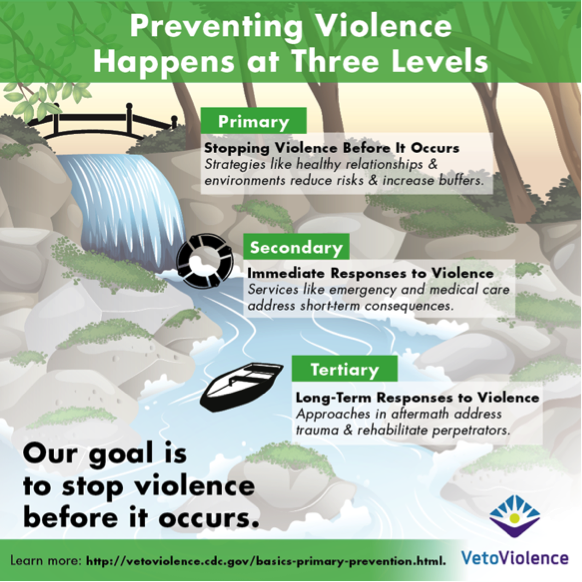 Preventing Violence
Happens at Three Levels
Primary
Stopping Violence Before It Occurs
Strategies like healthy relationships &
environments reduce risks & increase buffers.
Secondary
Immediate Responses to Violence
Services like emergency and medical care
address short-term consequences.
Tertiary
Long-Term Responses to Violence
Approaches in aftermath address
trauma & rehabilitate perpetrators.
Our goal is
to stop violence
before it occurs.
Learn more: http://vetoviolence.cdc.gov/basics-primary-prevention.html.
VetoViolence